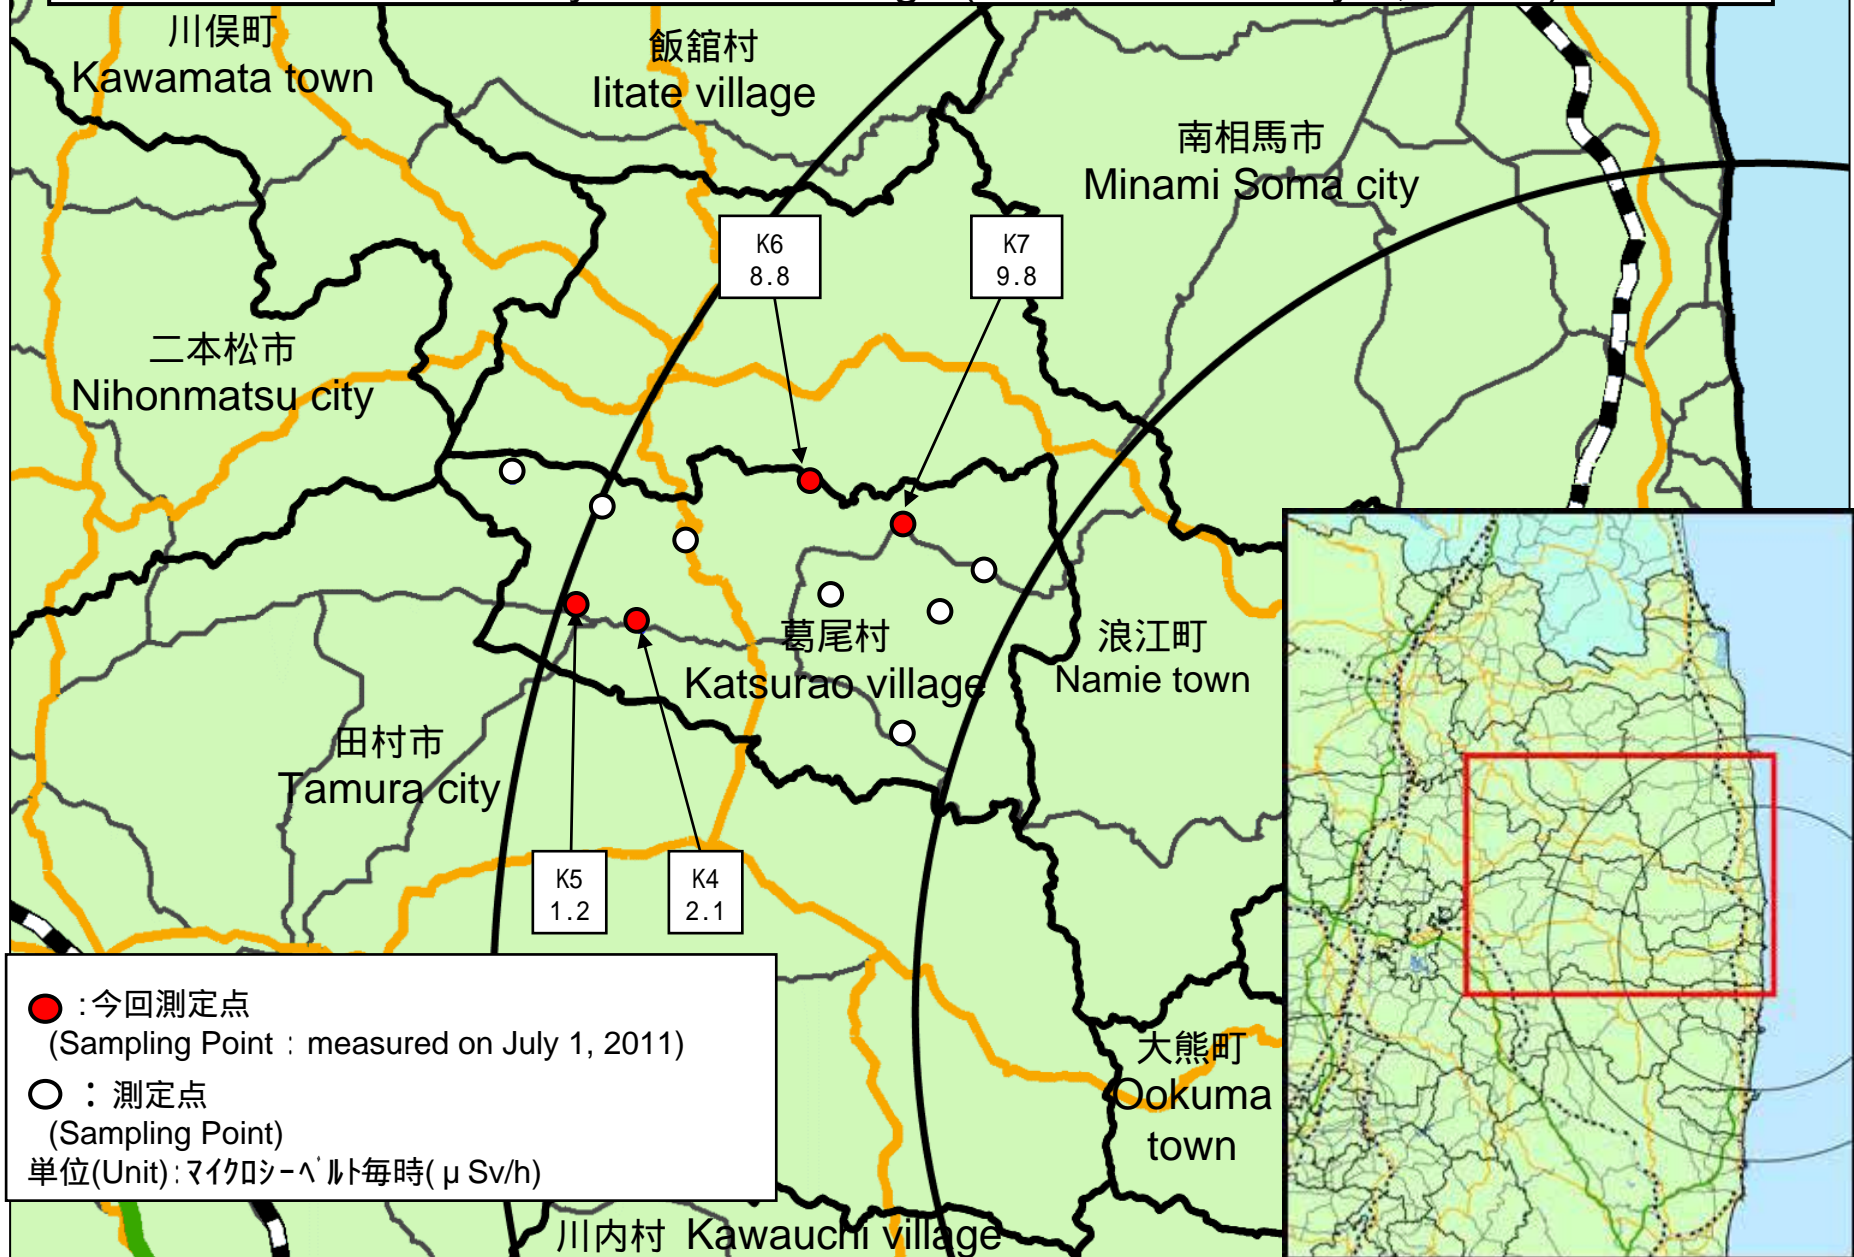 川俣町
Kawamata town
飯舘村
Iitate village
南相馬市
Minami Soma city
K6
8.8
K7
9.8
二本松市
Nihonmatsu city
葛尾村
Katsurao village
浪江町
Namie town
田村市
Tamura city
K5
1.2
K4
2.1
:今回測定点
(Sampling Point : measured on July 1, 2011)
: 測定点
(Sampling Point)
単位(Unit):マイクロシーベルト毎時(μSv/h)
大熊町
Ookuma
town
川内村 Kawauchi village